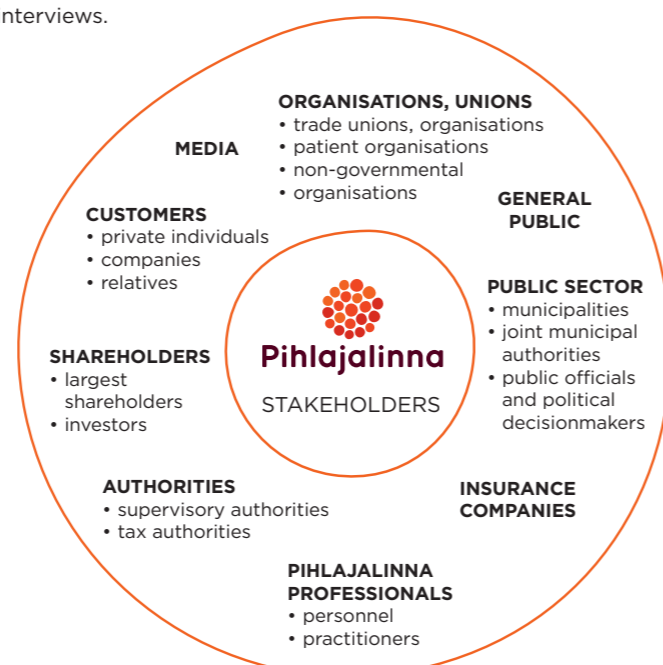 nterviews.
ORGANISATIONS, UNIONS
• trade unions, organisations
• patient organisations
• non-governmental
• organisations
MEDIA
GENERAL
PUBLIC
CUSTOMERS
• private individuals
• companies
• relatives
PUBLIC SECTOR
• municipalities
• joint municipal
authorities
• public officials
and political
decisionmakers
Pihlajalinna
STAKEHOLDERS
SHAREHOLDERS
• largest
shareholders
• investors
AUTHORITIES
• supervisory authorities
• tax authorities
INSURANCE
COMPANIES
PIHLAJALINNA
PROFESSIONALS
• personnel
• practitioners